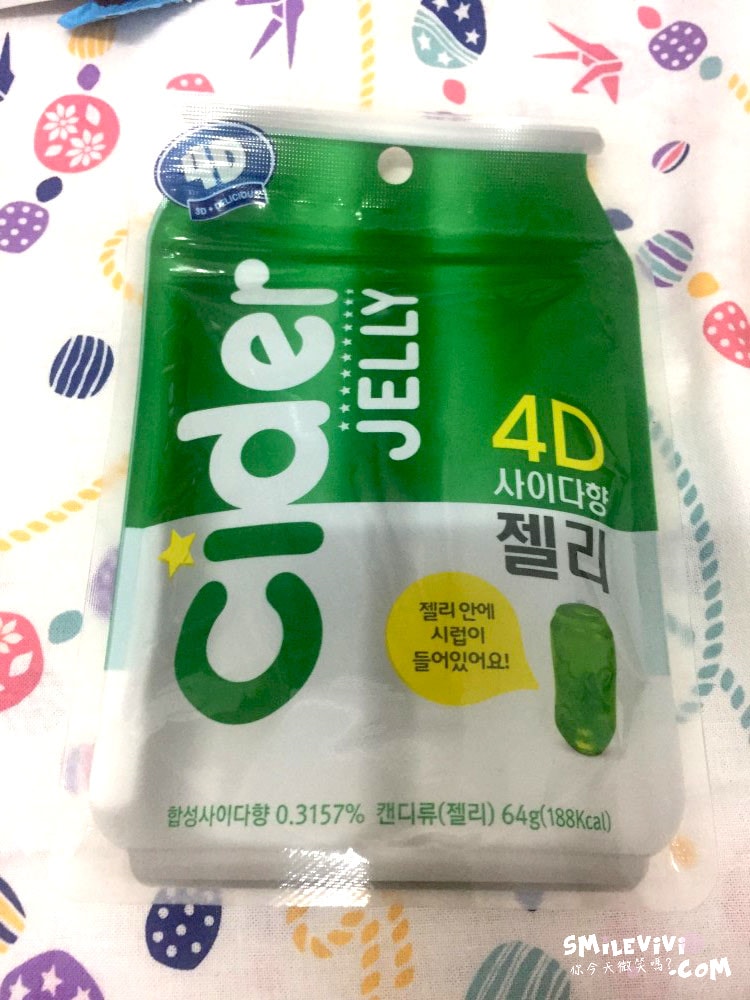 4D
3D + DELICIOUS
cider
JELLY
4D
사이다향
젤리
젤리 안에
시럽이
들어있어요!
합성사이다향 0.3157% 캔디류(젤리) 64g(188Kcal)
SMILEVIVI
你今天微笑嗎?
.COM